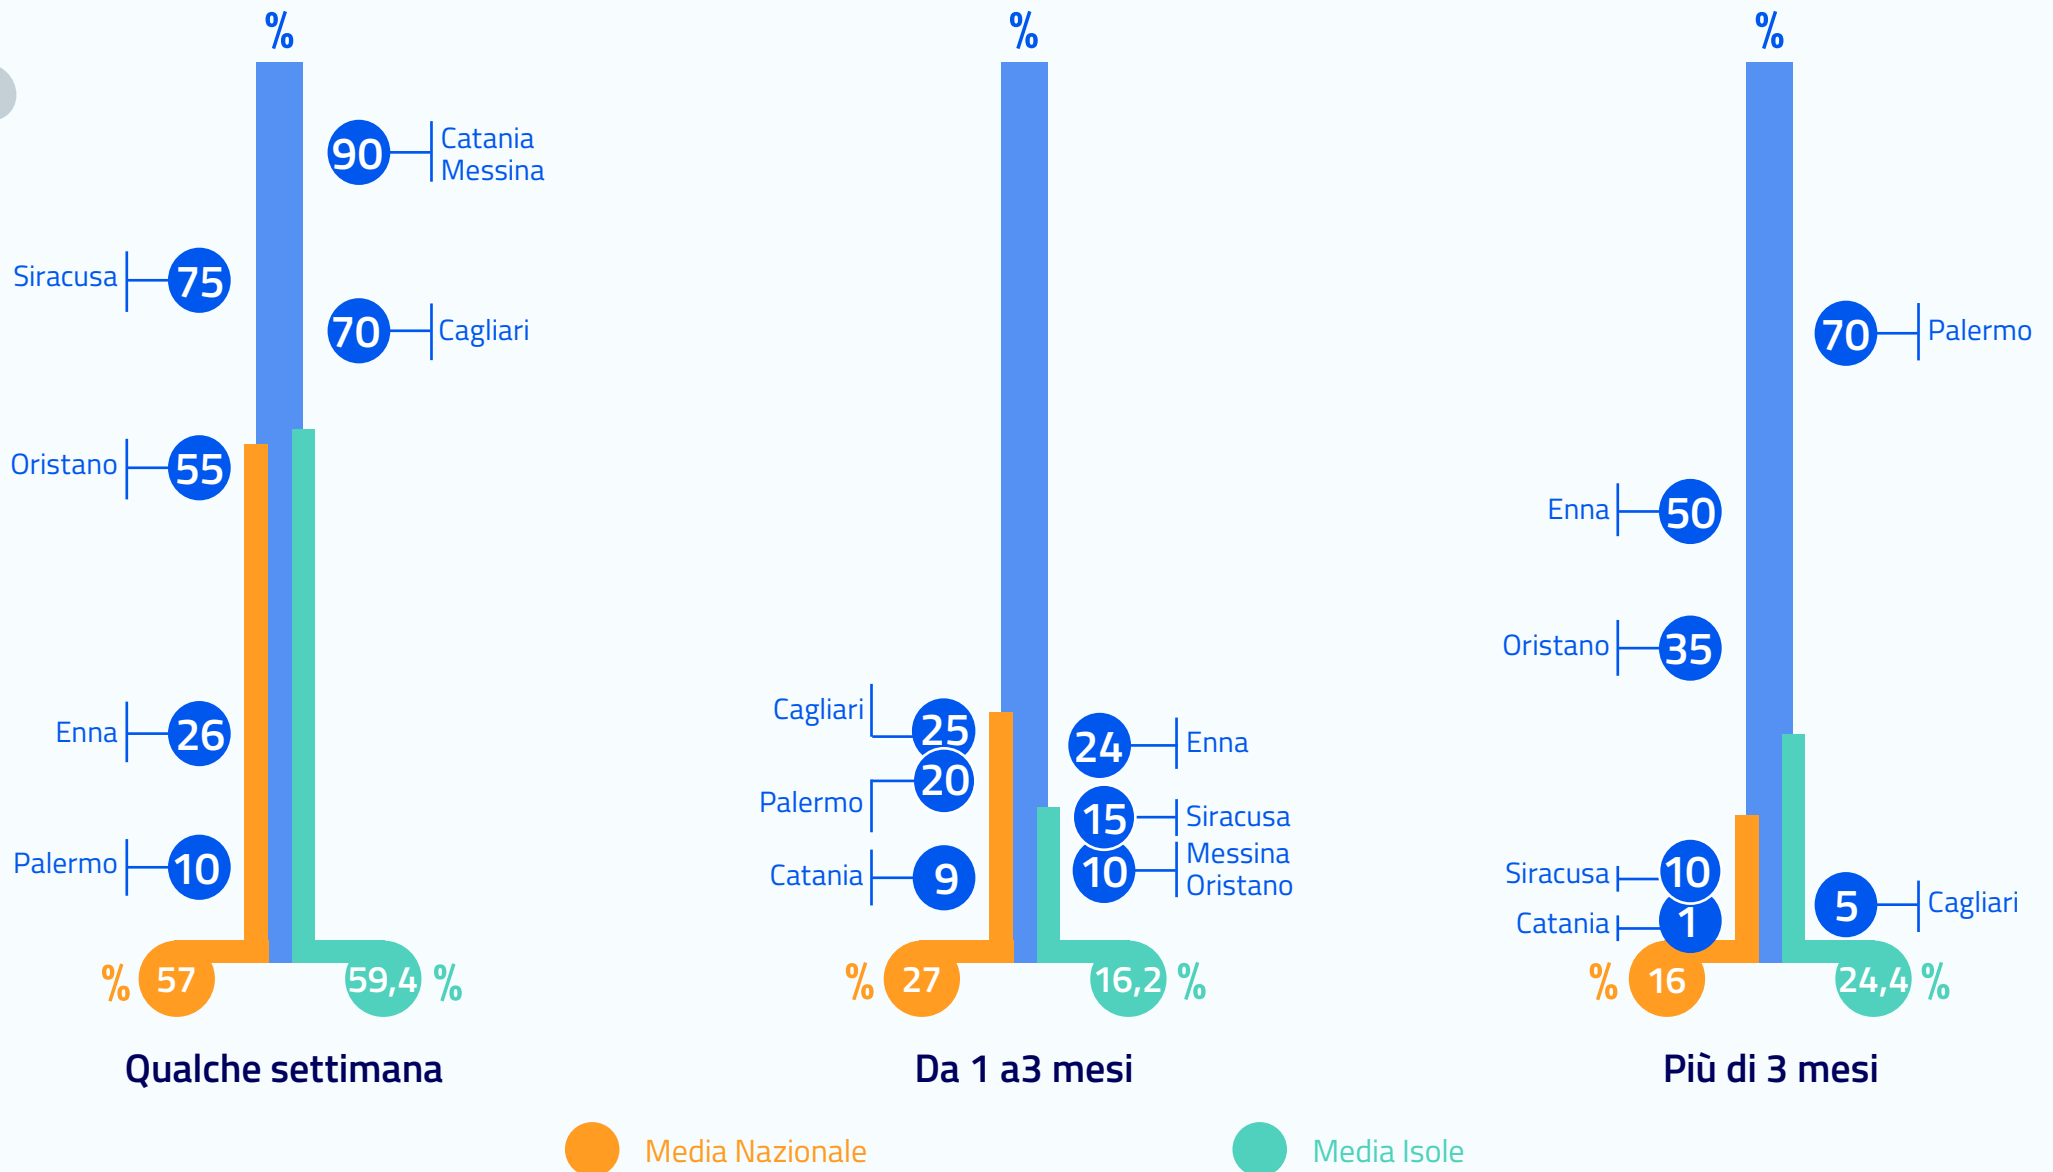 %
90
Catania
Messina
Siracusa
75
70
Cagliari
Oristano
55
Enna
26
Palermo
10
%
57
59,4
%
Qualche settimana
%
Cagliari
25
24
Enna
20
Palermo
15
Siracusa
Catania
9
10
Messina
Oristano
%
27
16,2
%
Da 1 a3 mesi
%
70
Palermo
Enna
50
Oristano
35
Siracusa
10
Catania
1
5
Cagliari
%
16
24,4
%
Più di 3 mesi
Media Nazionale
Media Isole